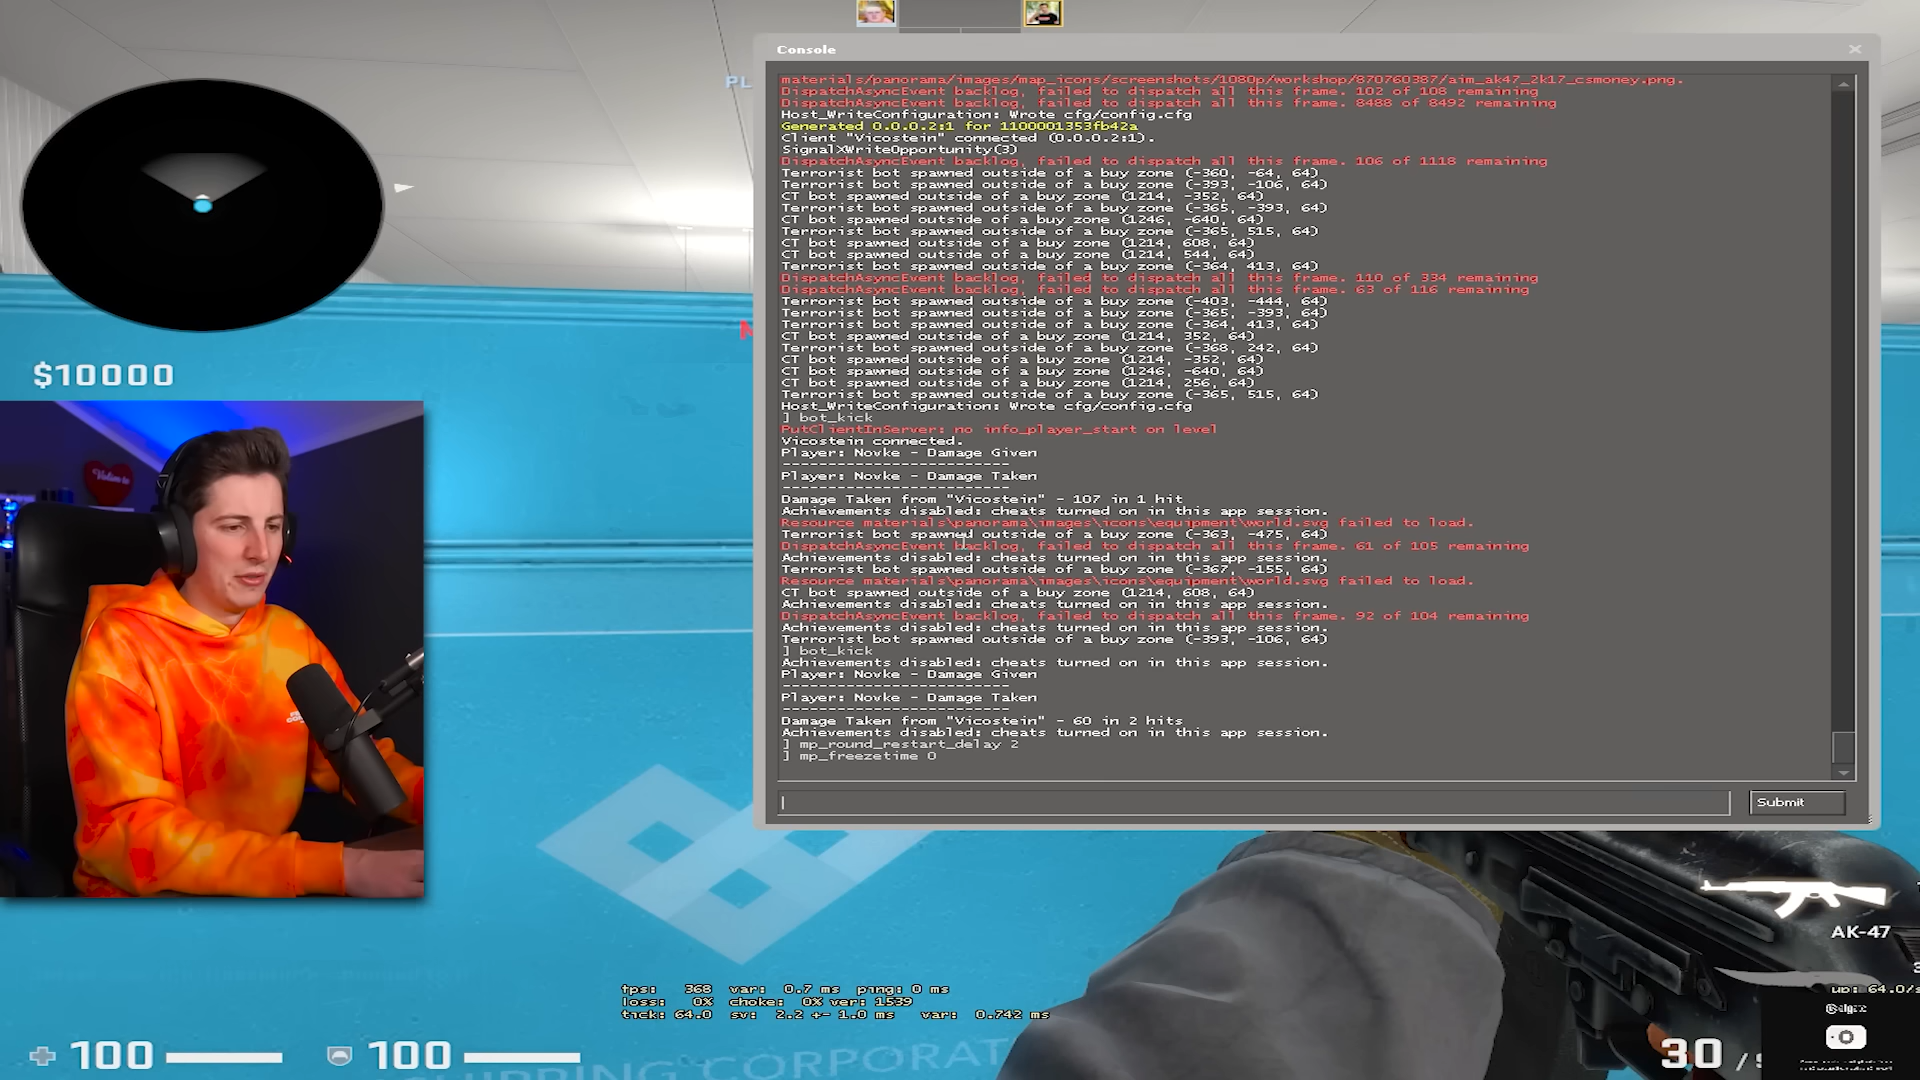 Console
materials/panorama/images/map_icons/screenshots/1080p/workshop/870760387/aim_ak47_2k17_csmoney.png.
DispatchAsyncEvent backlog, failed to dispatch all this frame. 102 of 108 remaining
DispatchAsyncEvent backlog, failed to dispatch all this frame. 8488 of 8492 remaining
Host_WriteConfiguration: Wrote cfg/config.cfg
Generated 0.0.0.2:1 for 1100001353fb42a
Client "Vicostein" connected (0.0.0.2:1).
SignalXWriteOpportunity(3)
DispatchAsyncEvent backlog, failed to dispatch all this frame. 106 of 1118 remaining
Terrorist bot spawned outside of a buy zone (-360, -64, 64)
Terrorist bot spawned outside of a buy zone (-393, -106, 64)
CT bot spawned outside of a buy zone (1214, -352, 64)
Terrorist bot spawned outside of a buy zone (-365, -393, 64)
CT bot spawned outside of a buy zone (1246, -640, 64)
Terrorist bot spawned outside of a buy zone (-365, 515, 64)
CT bot spawned outside of a buy zone (1214, 608, 64)
CT bot spawned outside of a buy zone (1214, 544, 64)
Terrorist bot spawned outside of a buy zone (-364, 413, 64)
DispatchAsyncEvent backlog, failed to dispatch all this frame. 110 of 334 remaining
DispatchAsyncEvent backlog, failed to dispatch all this frame. 63 of 116 remaining
Terrorist bot spawned outside of a buy zone (-403, -444, 64)
Terrorist bot spawned outside of a buy zone (-365, -393, 64)
Terrorist bot spawned outside of a buy zone (-364, 413, 64)
CT bot spawned outside of a buy zone (1214, 352, 64)
Terrorist bot spawned outside of a buy zone (-368, 242, 64)
CT bot spawned outside of a buy zone (1214, -352, 64)
CT bot spawned outside of a buy zone (1246, -640, 64)
CT bot spawned outside of a buy zone (1214, 256, 64)
Terrorist bot spawned outside of a buy zone (-365, 515, 64)
Host_WriteConfiguration: Wrote cfg/config.cfg
] bot_kick
PutClientInServer: no info_player_start on level
Vicostein connected.
Player: Novke - Damage Given
-------------------------
Player: Novke - Damage Taken
-------------------------
Damage Taken from "Vicostein" - 107 in 1 hit
Achievements disabled: cheats turned on in this app session.
Resource materials\panorama\images\icons\equipment\world.svg failed to load.
Terrorist bot spawned outside of a buy zone (-363, -475, 64)
DispatchAsyncEvent backlog, failed to dispatch all this frame. 61 of 105 remaining
Achievements disabled: cheats turned on in this app session.
Terrorist bot spawned outside of a buy zone (-367, -155, 64)
Resource materials\panorama\images\icons\equipment\world.svg failed to load.
CT bot spawned outside of a buy zone (1214, 608, 64)
Achievements disabled: cheats turned on in this app session.
DispatchAsyncEvent backlog, failed to dispatch all this frame. 92 of 104 remaining
Achievements disabled: cheats turned on in this app session.
Terrorist bot spawned outside of a buy zone (-393, -106, 64)
] bot_kick
Achievements disabled: cheats turned on in this app session.
Player: Novke - Damage Given
-------------------------
Player: Novke - Damage Taken
-------------------------
Damage Taken from "Vicostein" - 60 in 2 hits
Achievements disabled: cheats turned on in this app session.
] mp_round_restart_delay 2
] mp_freezetime 0
Submit
PL
$10000
AK-47
fps: 368 var: 0.7 ms ping: 0 ms
loss: 0% choke: 0% ver: 1539
tick: 64.0 sv: 2.2 +- 1.0 ms var: 0.742 ms
up: 64.0/s
100
100
30 /